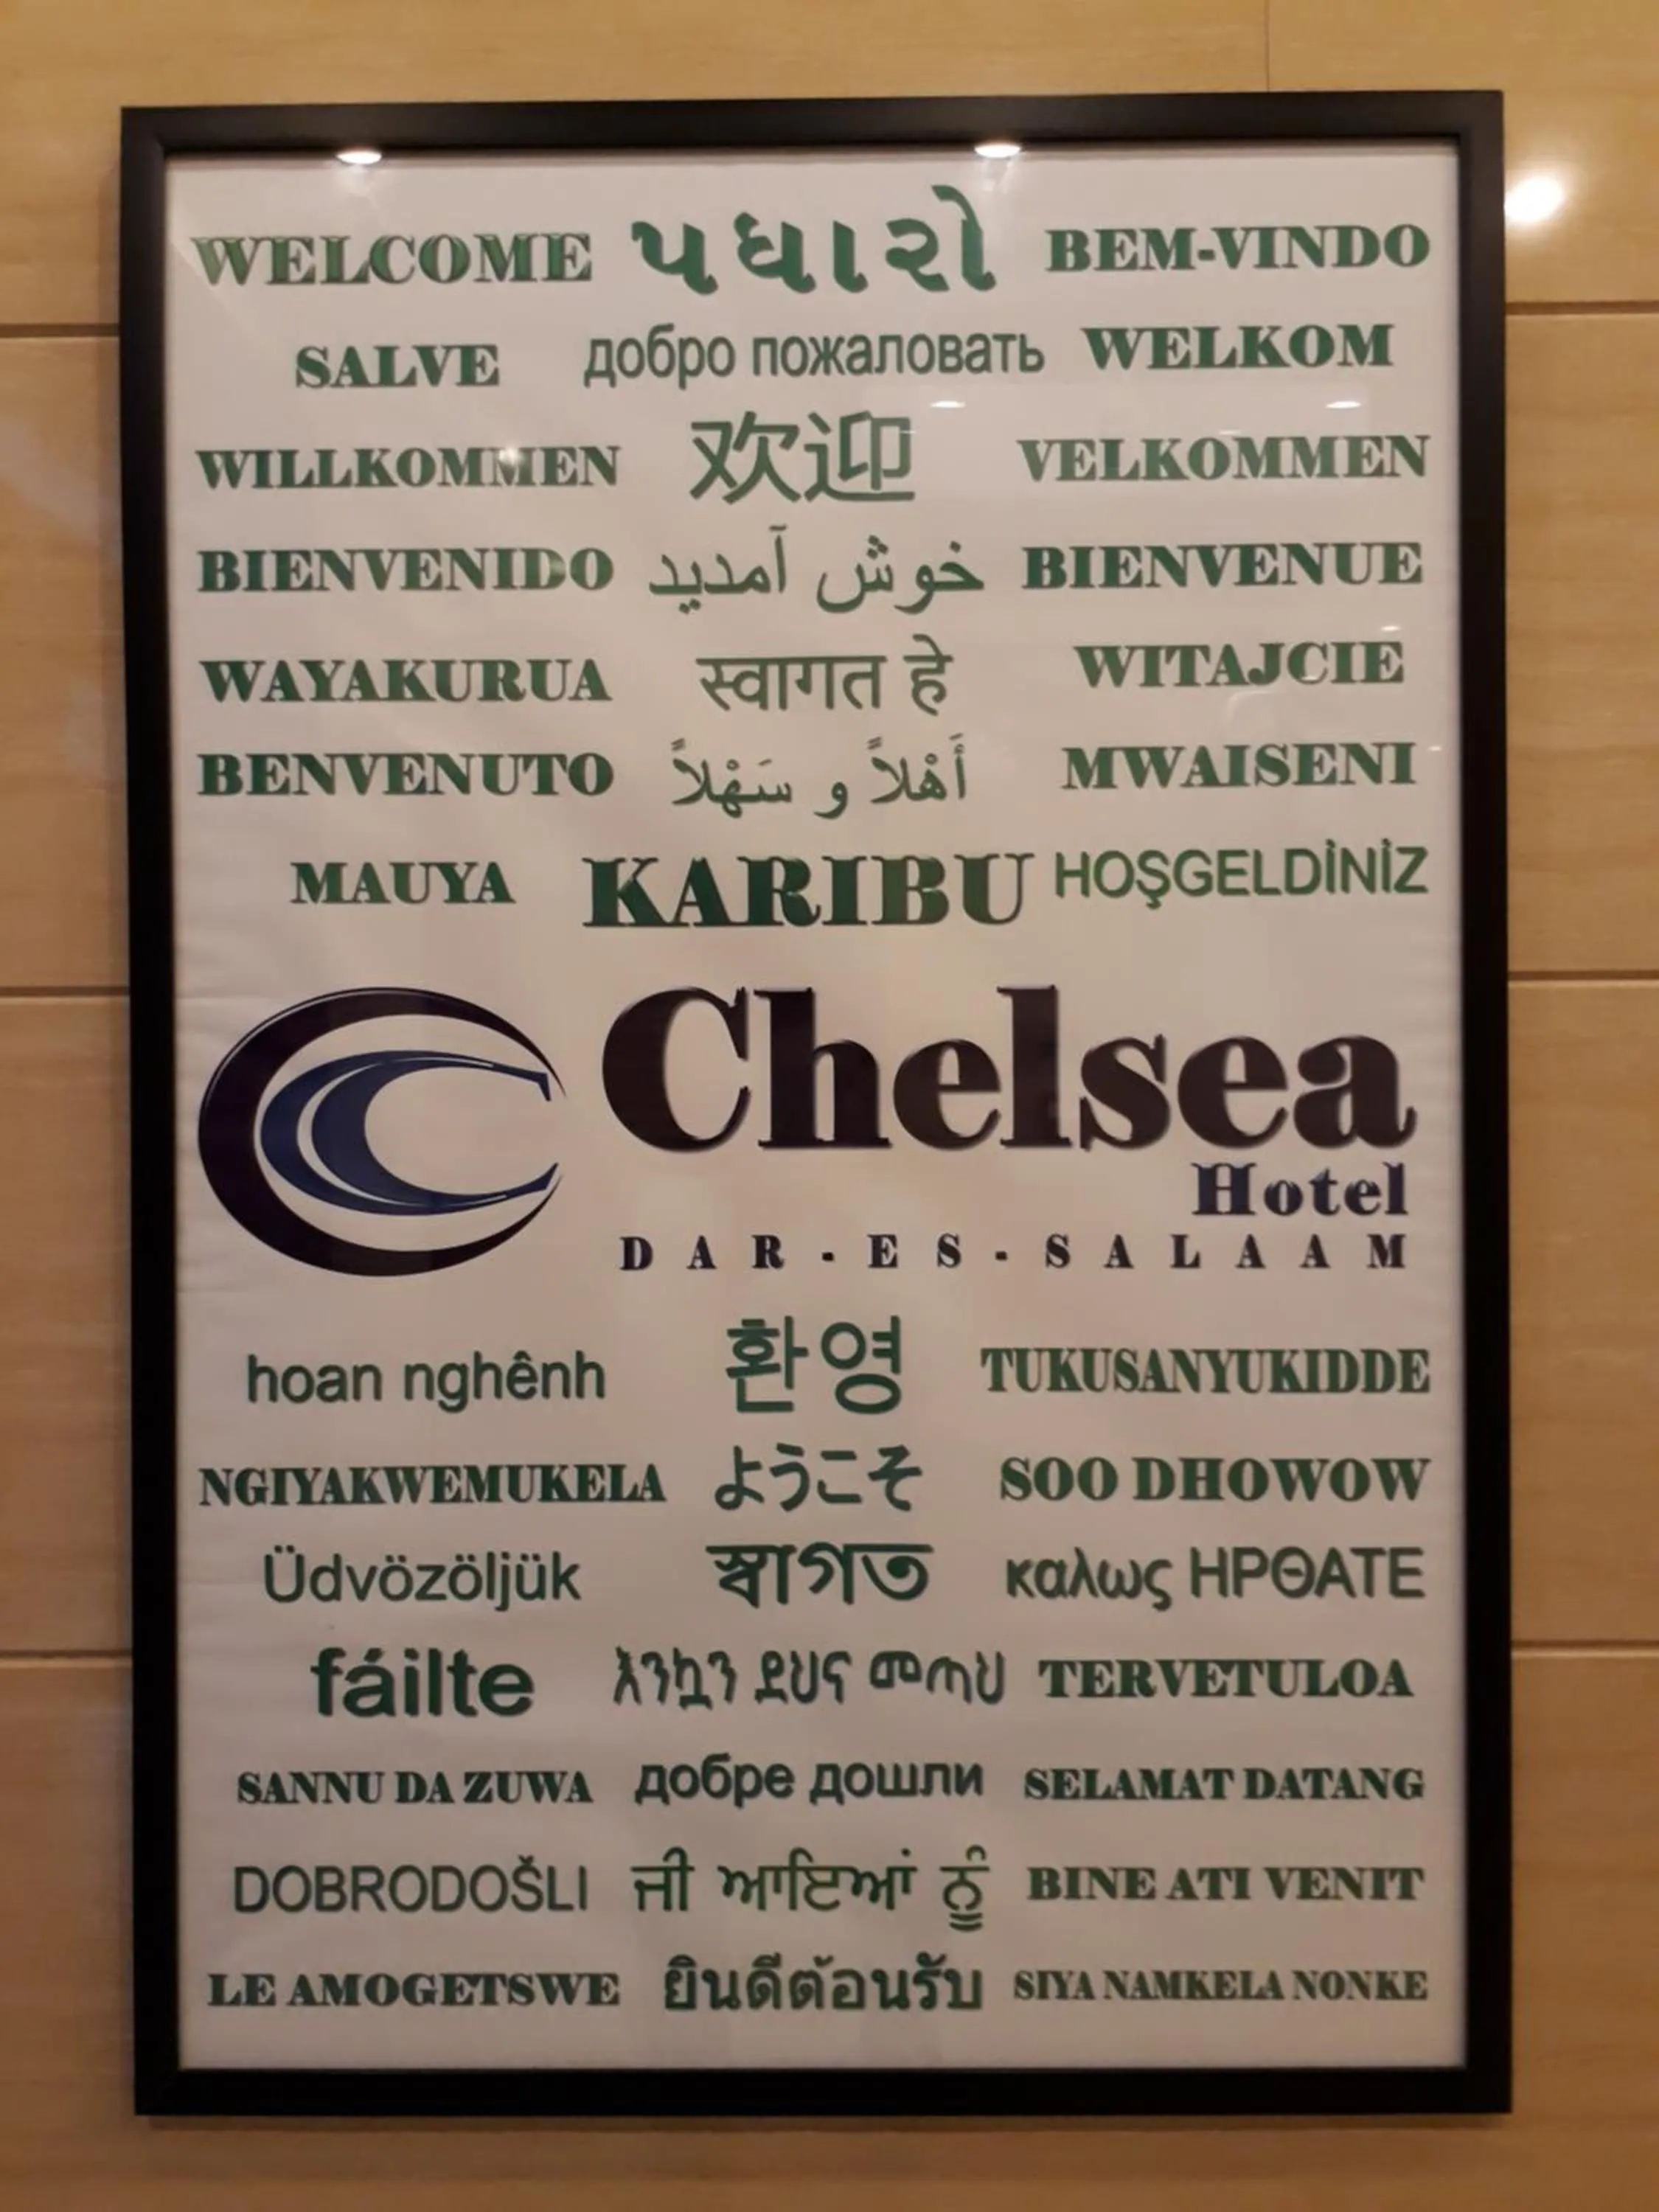 WELCOME પધારો BEM-VINDO
SALVE добро пожаловать WELKOM
WILLKOMMEN 欢迎 VELKOMMEN
BIENVENIDO خوش آمدید BIENVENUE
WAYAKURUA स्वागत हे WITAJCIE
BENVENUTO أَهْلاً و سَهْلاً MWAISENI
MAUYA KARIBU HOŞGELDİNİZ
Chelsea
Hotel
DAR-ES-SALAAM
hoan nghênh 환영 TUKUSANYUKIDDE
NGIYAKWEMUKELA ようこそ SOO DHOWOW
Üdvözöljük স্বাগত καλως ΗΡΘΑΤΕ
fáilte እንኳን ደህና መጣህ TERVETULOA
SANNU DA ZUWA добре дошли SELAMAT DATANG
DOBRODOŠLI ਜੀ ਆਇਆਂ ਨੂੰ BINE ATI VENIT
LE AMOGETSWE ยินดีต้อนรับ SIYA NAMKELA NONKE